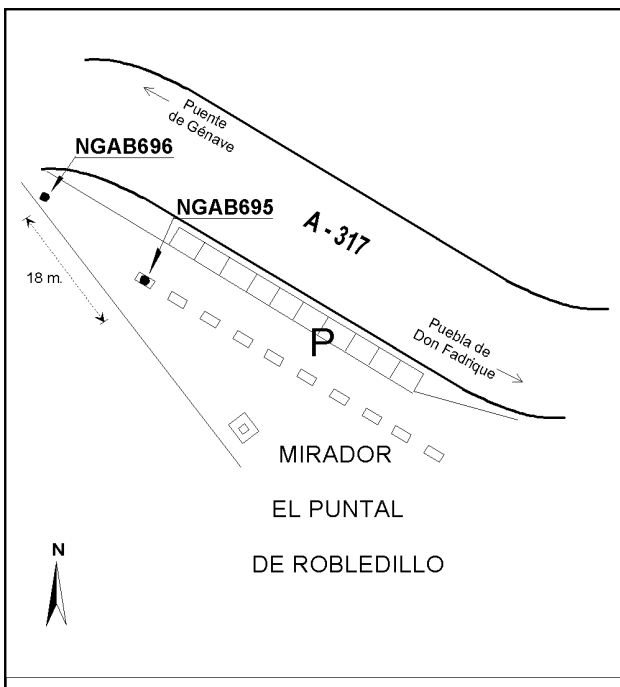 Puente
de Génave
NGAB696
NGAB695
A - 317
18 m.
P
Puebla de
Don Fadrique
MIRADOR
EL PUNTAL
DE ROBLEDILLO
N